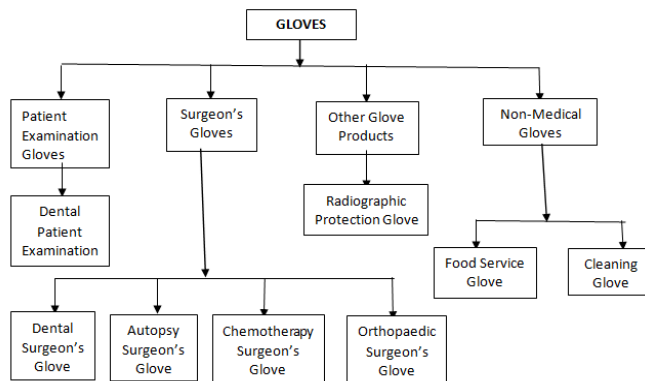 GLOVES
Patient
Examination
Gloves
Surgeon's
Gloves
Other Glove
Products
Non-Medical
Gloves
Dental
Patient
Examination
Radiographic
Protection Glove
Food Service
Glove
Cleaning
Glove
Dental
Surgeon's
Glove
Autopsy
Surgeon's
Glove
Chemotherapy
Surgeon's
Glove
Orthopaedic
Surgeon's
Glove